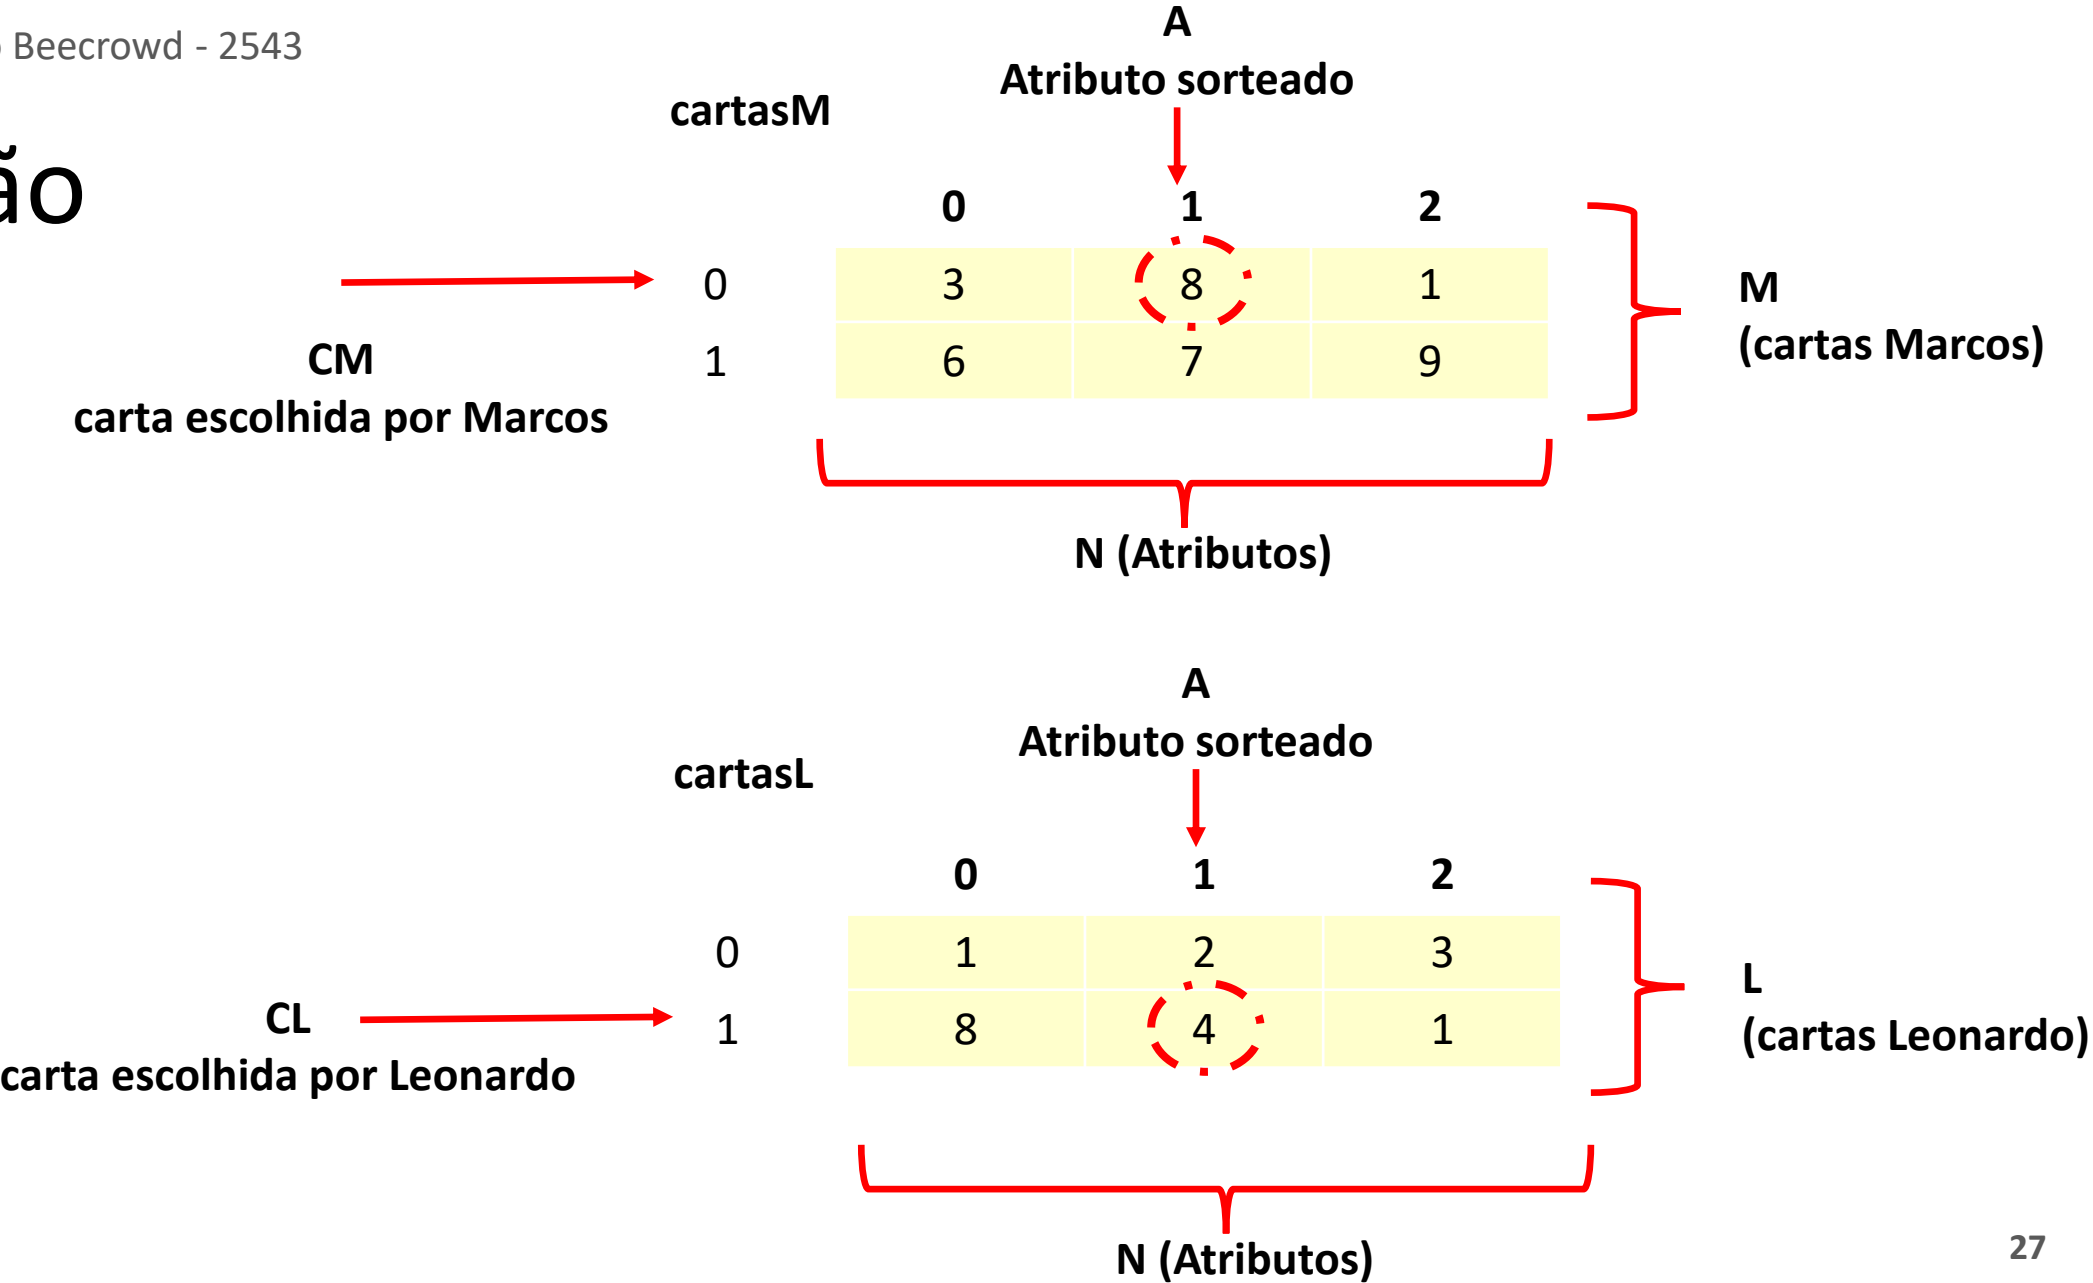 Beecrowd - 2543
ão
A
Atributo sorteado
cartasM
0 1 2
0 3 8 1
1 6 7 9
CM
carta escolhida por Marcos
M
(cartas Marcos)
N (Atributos)
A
Atributo sorteado
cartasL
0 1 2
0 1 2 3
1 8 4 1
CL
carta escolhida por Leonardo
L
(cartas Leonardo)
N (Atributos)
27